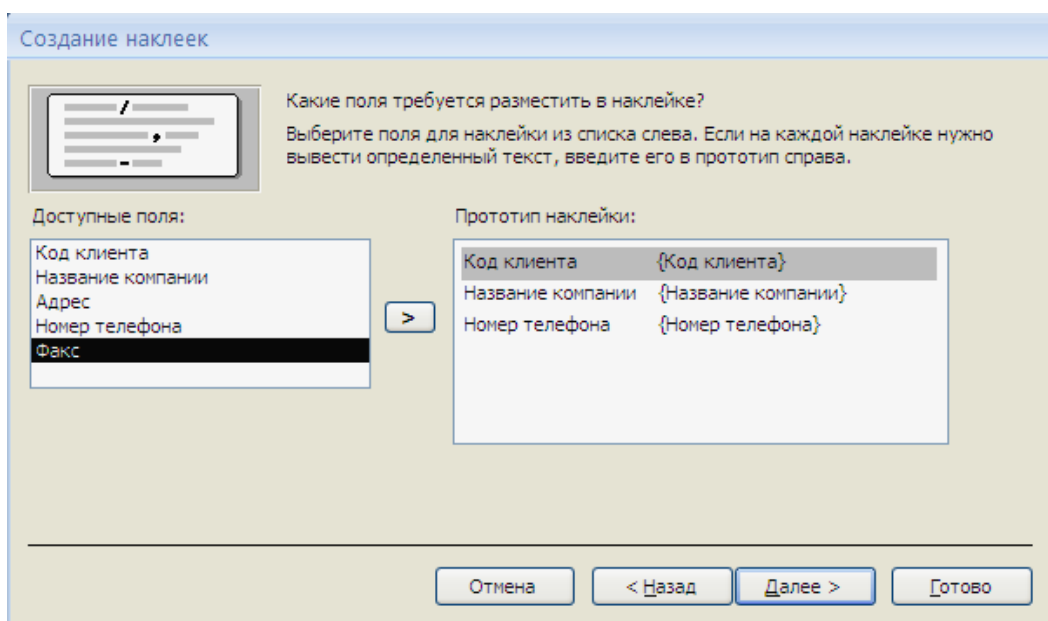 Создание наклеек
Какие поля требуется разместить в наклейке?
Выберите поля для наклейки из списка слева. Если на каждой наклейке нужно
вывести определенный текст, введите его в прототип справа.
Доступные поля:
Код клиента
Название компании
Адрес
Номер телефона
Факс
>
Прототип наклейки:
Код клиента {Код клиента}
Название компании {Название компании}
Номер телефона {Номер телефона}
Отмена
< Назад
Далее >
Готово